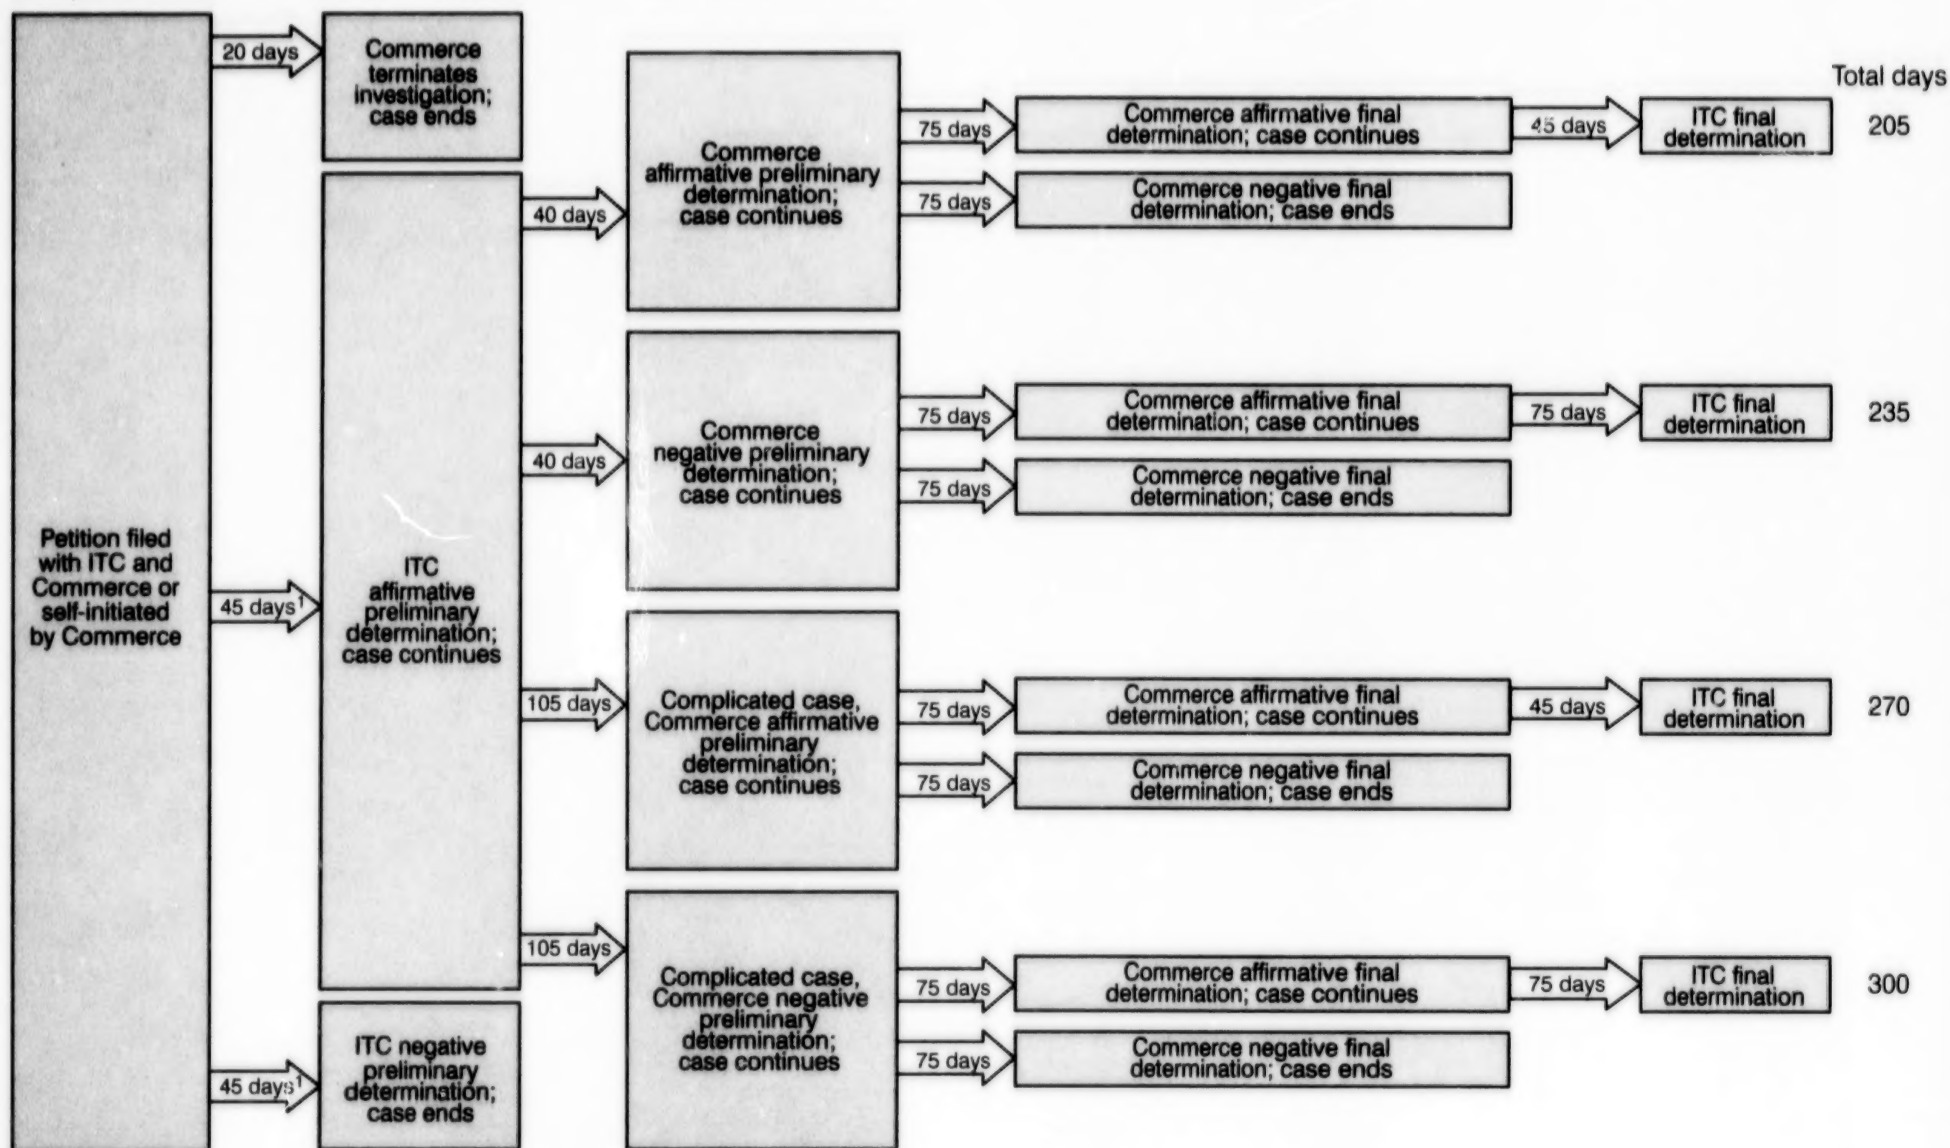 Petition filed
with ITC and
Commerce or
self-initiated
by Commerce
20 days
Commerce
terminates
investigation;
case ends
45 days¹
ITC
affirmative
preliminary
determination;
case continues
45 days¹
ITC negative
preliminary
determination;
case ends
40 days
Commerce
affirmative preliminary
determination;
case continues
75 days
Commerce affirmative final
determination; case continues
45 days
ITC final
determination
Total days
205
75 days
Commerce negative final
determination; case ends
40 days
Commerce
negative preliminary
determination;
case continues
75 days
Commerce affirmative final
determination; case continues
75 days
ITC final
determination
235
75 days
Commerce negative final
determination; case ends
105 days
Complicated case,
Commerce affirmative
preliminary
determination;
case continues
75 days
Commerce affirmative final
determination; case continues
45 days
ITC final
determination
270
75 days
Commerce negative final
determination; case ends
105 days
Complicated case,
Commerce negative
preliminary
determination;
case continues
75 days
Commerce affirmative final
determination; case continues
75 days
ITC final
determination
300
75 days
Commerce negative final
determination; case ends